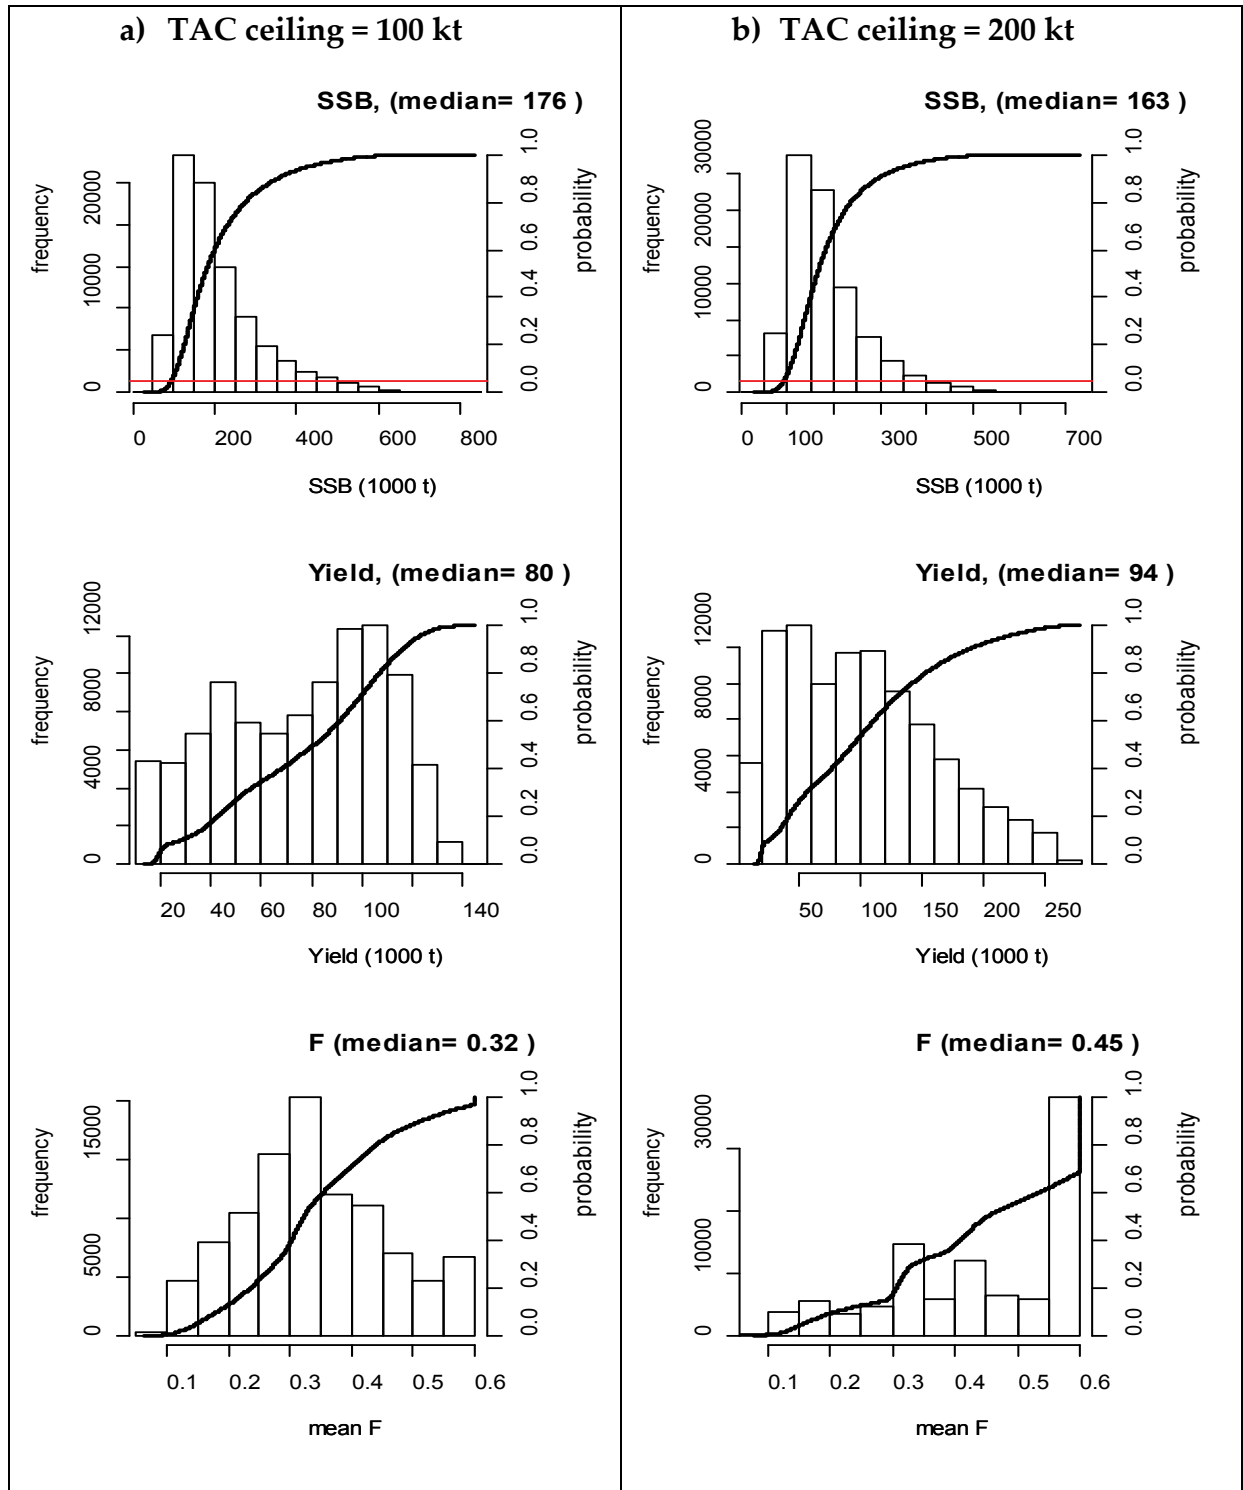 a) TAC ceiling = 100 kt
SSB, (median= 176 )
frequency
0 10000 20000
0.0 0.2 0.4 0.6 0.8 1.0
probability
0 200 400 600 800
SSB (1000 t)
Yield, (median= 80 )
frequency
0 4000 8000 12000
0.0 0.2 0.4 0.6 0.8 1.0
probability
20 40 60 80 100 140
Yield (1000 t)
F (median= 0.32 )
frequency
0 5000 15000
0.0 0.2 0.4 0.6 0.8 1.0
probability
0.1 0.2 0.3 0.4 0.5 0.6
mean F
b) TAC ceiling = 200 kt
SSB, (median= 163 )
frequency
0 10000 20000 30000
0.0 0.2 0.4 0.6 0.8 1.0
probability
0 100 300 500 700
SSB (1000 t)
Yield, (median= 94 )
frequency
0 4000 8000 12000
0.0 0.2 0.4 0.6 0.8 1.0
probability
50 100 150 200 250
Yield (1000 t)
F (median= 0.45 )
frequency
0 10000 30000
0.0 0.2 0.4 0.6 0.8 1.0
probability
0.1 0.2 0.3 0.4 0.5 0.6
mean F